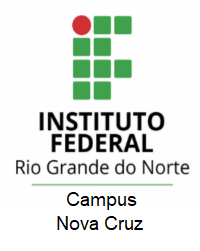 INSTITUTO
FEDERAL
Rio Grande do Norte
Campus
Nova Cruz